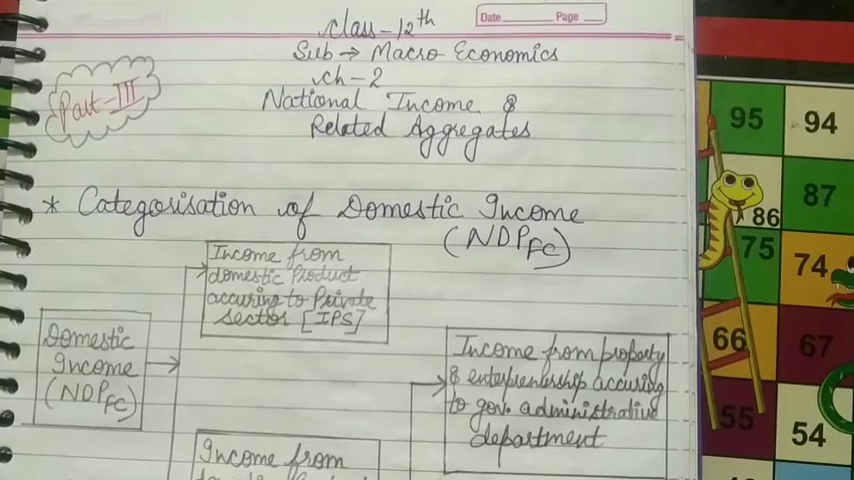 Date Page
Class-12th
Sub → Macro Economics
Ch-2
National Income &
Related Aggregates
Part-III
* Categorisation of Domestic Income
(NDPFC)
Income from
domestic Product
accuring to Private
sector [IPS]
Domestic
Income
(NDPFC)
Income from property
& enterprenership accuring
to gov. administrative
department
Income from
95 94
86 87
75 74
66 67
55 54